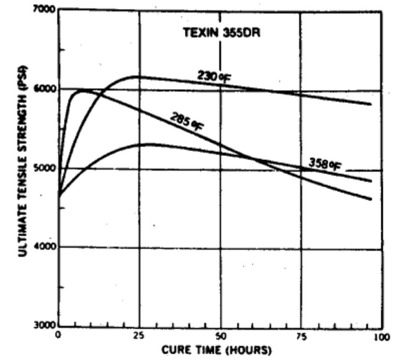 TEXIN 355DR
ULTIMATE TENSILE STRENGTH (PSI)
7000
6000
5000
4000
3000
230°F
285°F
358°F
0
25
50
75
100
CURE TIME (HOURS)